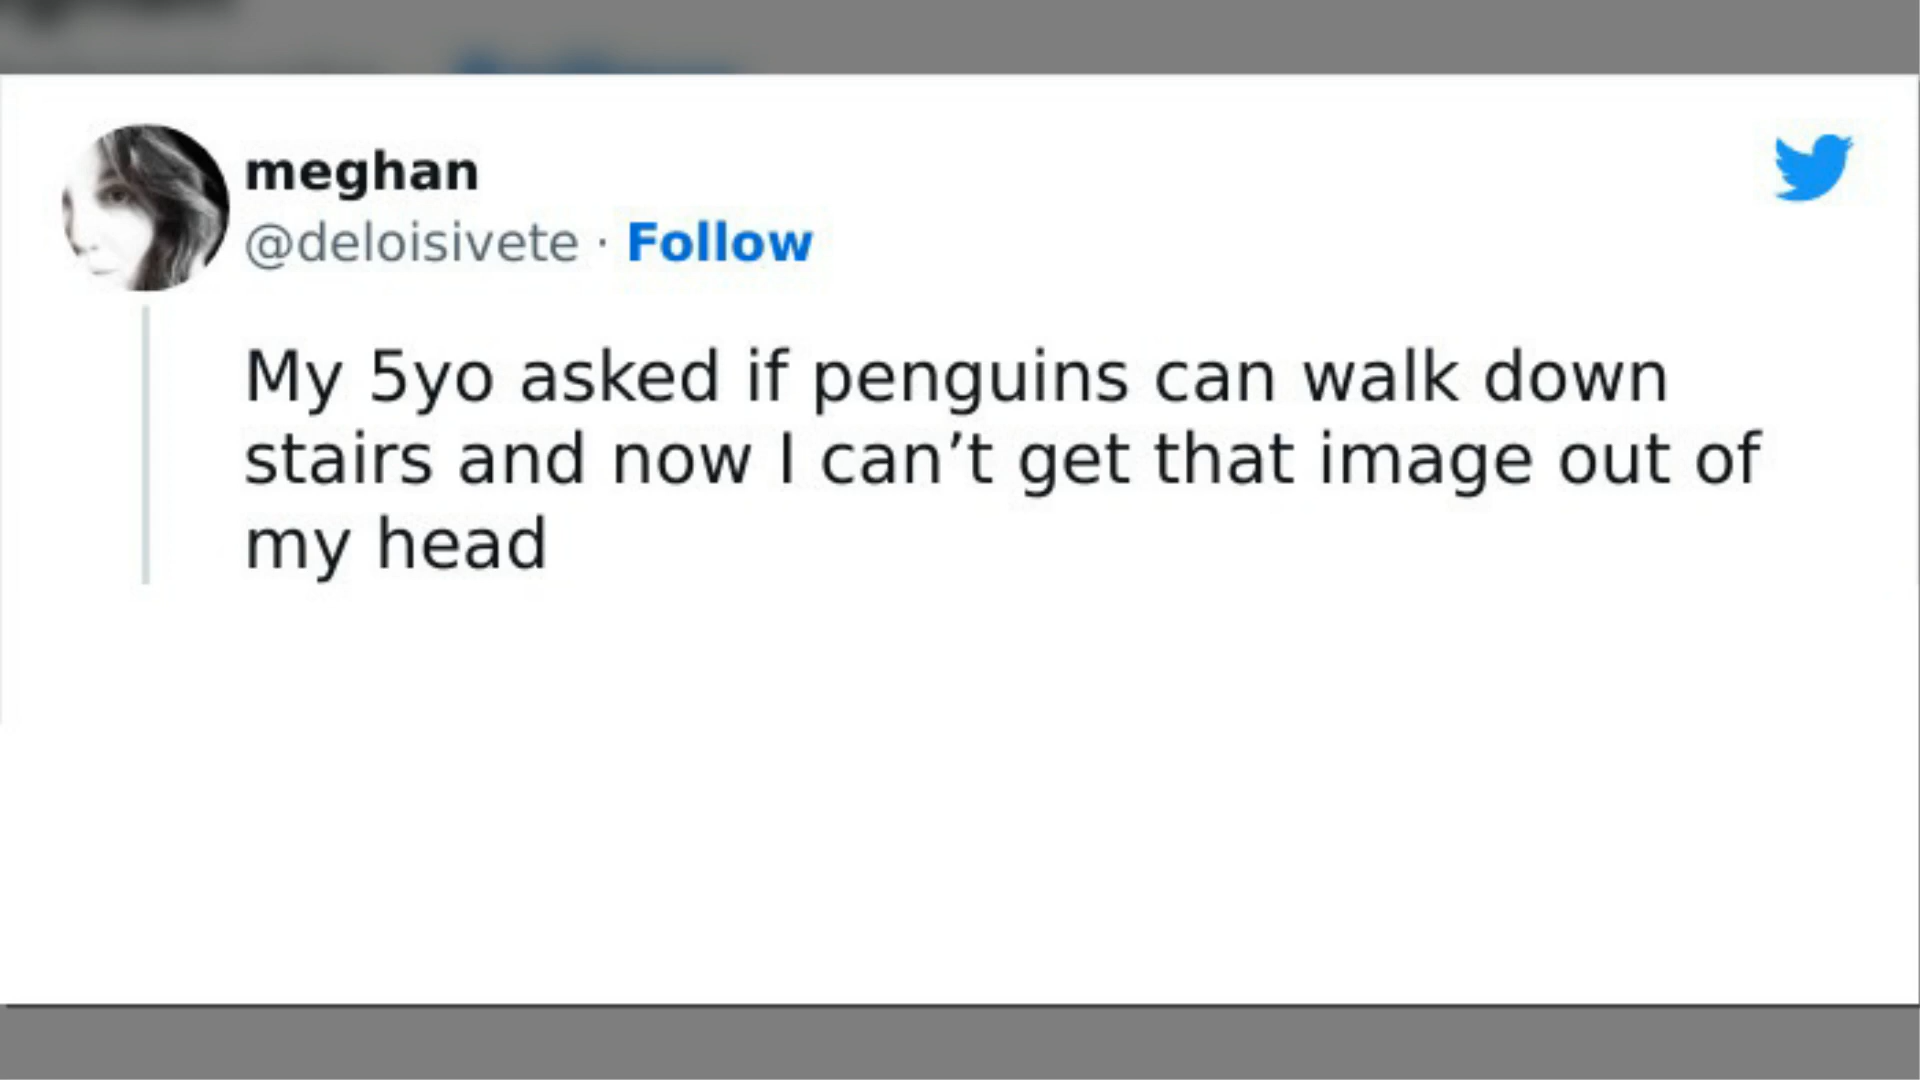 meghan
@deloisivete · Follow
My 5yo asked if penguins can walk down
stairs and now I can’t get that image out of
my head